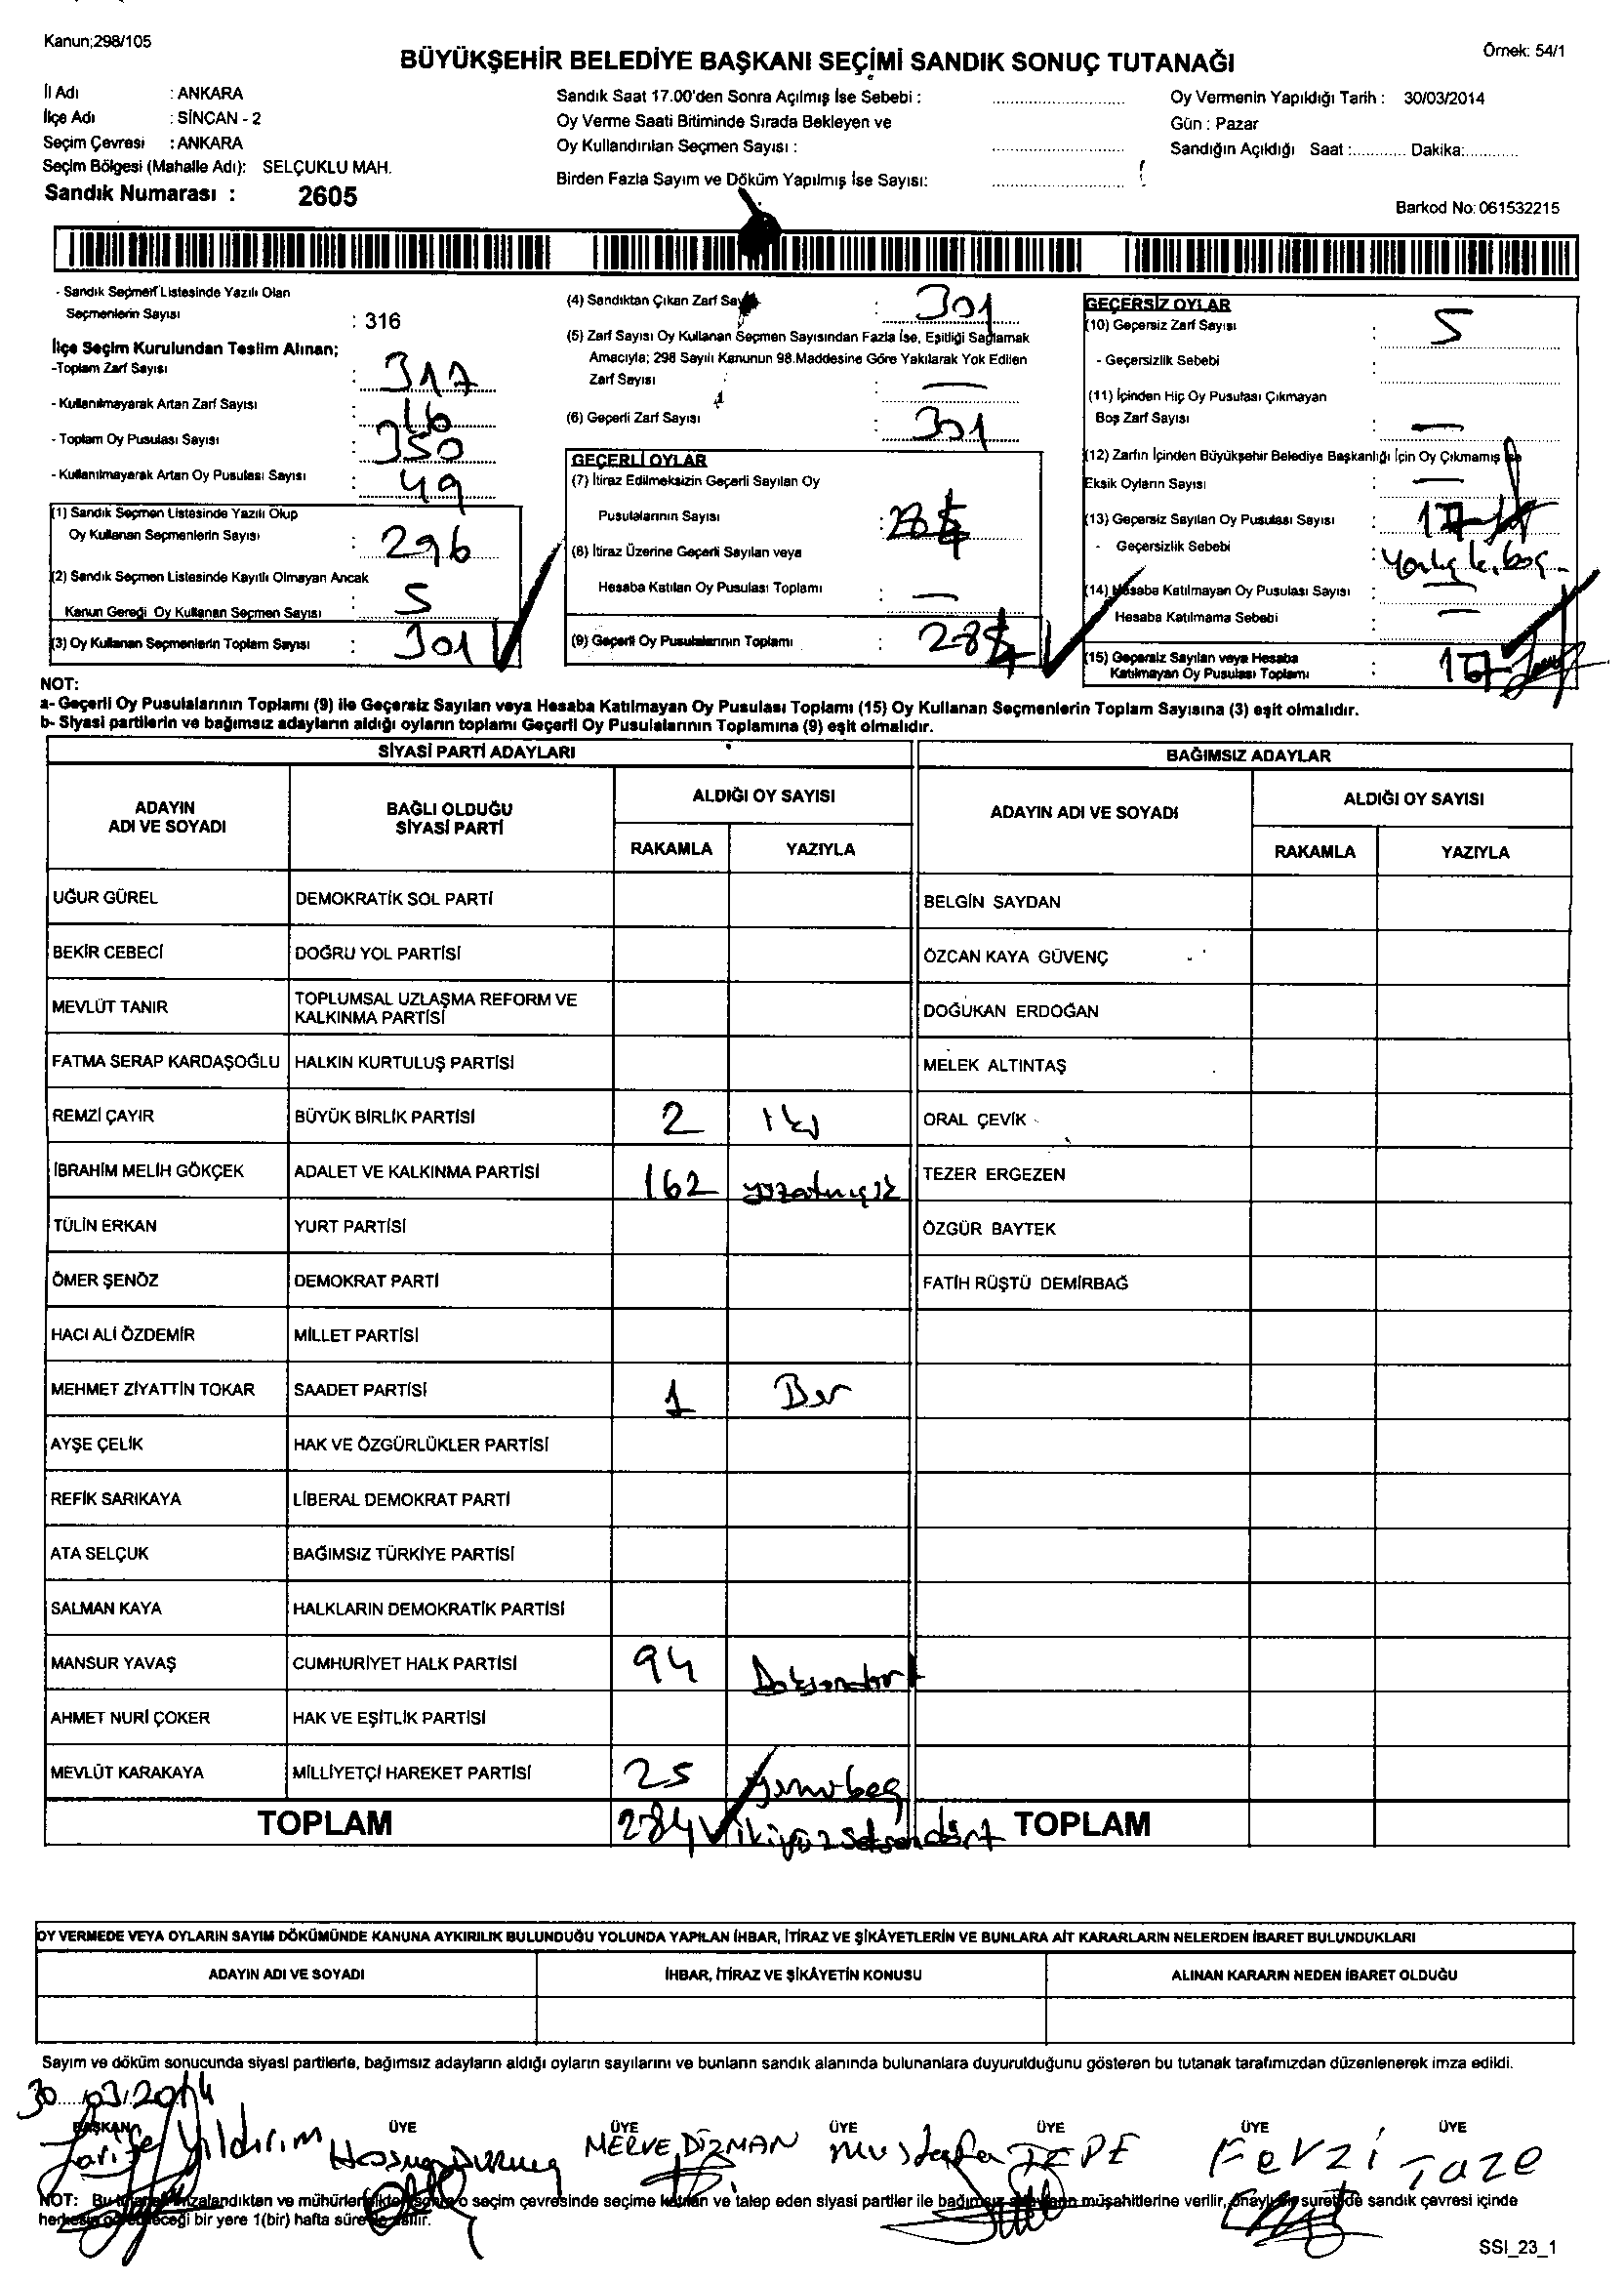 Kanun;298/105
Örnek: 54/1
BÜYÜKŞEHİR BELEDİYE BAŞKANI SEÇİMİ SANDIK SONUÇ TUTANAĞI
İl Adı : ANKARA
İlçe Adı : SİNCAN - 2
Seçim Çevresi : ANKARA
Seçim Bölgesi (Mahalle Adı): SELÇUKLU MAH.
Sandık Numarası : 2605
Sandık Saat 17.00'den Sonra Açılmış İse Sebebi :
Oy Verme Saati Bitiminde Sırada Bekleyen ve
Oy Kullandırılan Seçmen Sayısı :
Birden Fazla Sayım ve Döküm Yapılmış İse Sayısı:
Oy Vermenin Yapıldığı Tarih : 30/03/2014
Gün : Pazar
Sandığın Açıldığı Saat :........... Dakika:...........
Barkod No: 061532215
- Sandık Seçmen Listesinde Yazılı Olan
Seçmenlerin Sayısı : 316
İlçe Seçim Kurulundan Teslim Alınan;
-Toplam Zarf Sayısı : 317
- Kullanılmayarak Artan Zarf Sayısı : 16
- Toplam Oy Pusulası Sayısı : 350
- Kullanılmayarak Artan Oy Pusulası Sayısı : 49
(1) Sandık Seçmen Listesinde Yazılı Olup
Oy Kullanan Seçmenlerin Sayısı : 296
(2) Sandık Seçmen Listesinde Kayıtlı Olmayan Ancak
Kanun Gereği Oy Kullanan Seçmen Sayısı : 5
(3) Oy Kullanan Seçmenlerin Toplam Sayısı : 301
(4) Sandıktan Çıkan Zarf Sayısı : 301
(5) Zarf Sayısı Oy Kullanan Seçmen Sayısından Fazla İse, Eşitliği Sağlamak
Amacıyla; 298 Sayılı Kanunun 98.Maddesine Göre Yakılarak Yok Edilen
Zarf Sayısı : —
(6) Geçerli Zarf Sayısı : 301
GEÇERLİ OYLAR
(7) İtiraz Edilmeksizin Geçerli Sayılan Oy
Pusulalarının Sayısı : 284
(8) İtiraz Üzerine Geçerli Sayılan veya
Hesaba Katılan Oy Pusulası Toplamı : —
(9) Geçerli Oy Pusulalarının Toplamı : 284
GEÇERSİZ OYLAR
(10) Geçersiz Zarf Sayısı : 5
- Geçersizlik Sebebi :
(11) İçinden Hiç Oy Pusulası Çıkmayan
Boş Zarf Sayısı : —
(12) Zarfın İçinden Büyükşehir Belediye Başkanlığı İçin Oy Çıkmamış İse
Eksik Oyların Sayısı : —
(13) Geçersiz Sayılan Oy Pusulası Sayısı : 17
- Geçersizlik Sebebi :
(14) Hesaba Katılmayan Oy Pusulası Sayısı : —
Hesaba Katılmama Sebebi : —
(15) Geçersiz Sayılan veya Hesaba
Katılmayan Oy Pusulası Toplamı : 17
NOT:
a- Geçerli Oy Pusulalarının Toplamı (9) ile Geçersiz Sayılan veya Hesaba Katılmayan Oy Pusulası Toplamı (15) Oy Kullanan Seçmenlerin Toplam Sayısına (3) eşit olmalıdır.
b- Siyasi partilerin ve bağımsız adayların aldığı oyların toplamı Geçerli Oy Pusulalarının Toplamına (9) eşit olmalıdır.
SİYASİ PARTİ ADAYLARI
BAĞIMSIZ ADAYLAR
ADAYIN
ADI VE SOYADI
BAĞLI OLDUĞU
SİYASİ PARTİ
ALDIĞI OY SAYISI
RAKAMLA YAZIYLA
ADAYIN ADI VE SOYADI
ALDIĞI OY SAYISI
RAKAMLA YAZIYLA
UĞUR GÜREL DEMOKRATİK SOL PARTİ BELGİN SAYDAN
BEKİR CEBECİ DOĞRU YOL PARTİSİ ÖZCAN KAYA GÜVENÇ
MEVLÜT TANIR TOPLUMSAL UZLAŞMA REFORM VE
KALKINMA PARTİSİ DOĞUKAN ERDOĞAN
FATMA SERAP KARDAŞOĞLU HALKIN KURTULUŞ PARTİSİ MELEK ALTINTAŞ
REMZİ ÇAYIR BÜYÜK BİRLİK PARTİSİ 2 iki ORAL ÇEVİK
İBRAHİM MELİH GÖKÇEK ADALET VE KALKINMA PARTİSİ 162 TEZER ERGEZEN
TÜLİN ERKAN YURT PARTİSİ ÖZGÜR BAYTEK
ÖMER ŞENÖZ DEMOKRAT PARTİ FATİH RÜŞTÜ DEMİRBAĞ
HACI ALİ ÖZDEMİR MİLLET PARTİSİ
MEHMET ZİYATTİN TOKAR SAADET PARTİSİ 1 Bir
AYŞE ÇELİK HAK VE ÖZGÜRLÜKLER PARTİSİ
REFİK SARIKAYA LİBERAL DEMOKRAT PARTİ
ATA SELÇUK BAĞIMSIZ TÜRKİYE PARTİSİ
SALMAN KAYA HALKLARIN DEMOKRATİK PARTİSİ
MANSUR YAVAŞ CUMHURİYET HALK PARTİSİ 94 Doksandört
AHMET NURİ ÇOKER HAK VE EŞİTLİK PARTİSİ
MEVLÜT KARAKAYA MİLLİYETÇİ HAREKET PARTİSİ 25 yirmibeş
TOPLAM 284 ikiyüzseksendört TOPLAM
OY VERMEDE VEYA OYLARIN SAYIM DÖKÜMÜNDE KANUNA AYKIRILIK BULUNDUĞU YOLUNDA YAPILAN İHBAR, İTİRAZ VE ŞİKÂYETLERİN VE BUNLARA AİT KARARLARIN NELERDEN İBARET BULUNDUKLARI
ADAYIN ADI VE SOYADI İHBAR, İTİRAZ VE ŞİKÂYETİN KONUSU ALINAN KARARIN NEDEN İBARET OLDUĞU
Sayım ve döküm sonucunda siyasi partilerle, bağımsız adayların aldığı oyların sayılarını ve bunların sandık alanında bulunanlara duyurulduğunu gösteren bu tutanak tarafımızdan düzenlenerek imza edildi.
30.03.2014
BAŞKAN ÜYE ÜYE ÜYE ÜYE ÜYE ÜYE
Yıldırım MERVE DİZMAN Mustafa TEPE Fevzi Taze
NOT: Bu tutanak imzalandıktan ve mühürlendikten sonra o seçim çevresinde seçime katılan ve talep eden siyasi partiler ile bağımsız adayların müşahitlerine verilir, onaylı bir sureti de sandık çevresi içinde
herkesin görebileceği bir yere 1(bir) hafta süre ile asılır.
SSI_23_1